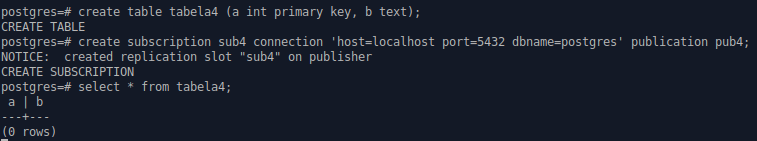 postgres=# create table tabela4 (a int primary key, b text);
CREATE TABLE
postgres=# create subscription sub4 connection 'host=localhost port=5432 dbname=postgres' publication pub4;
NOTICE:  created replication slot "sub4" on publisher
CREATE SUBSCRIPTION
postgres=# select * from tabela4;
 a | b
---+---
(0 rows)